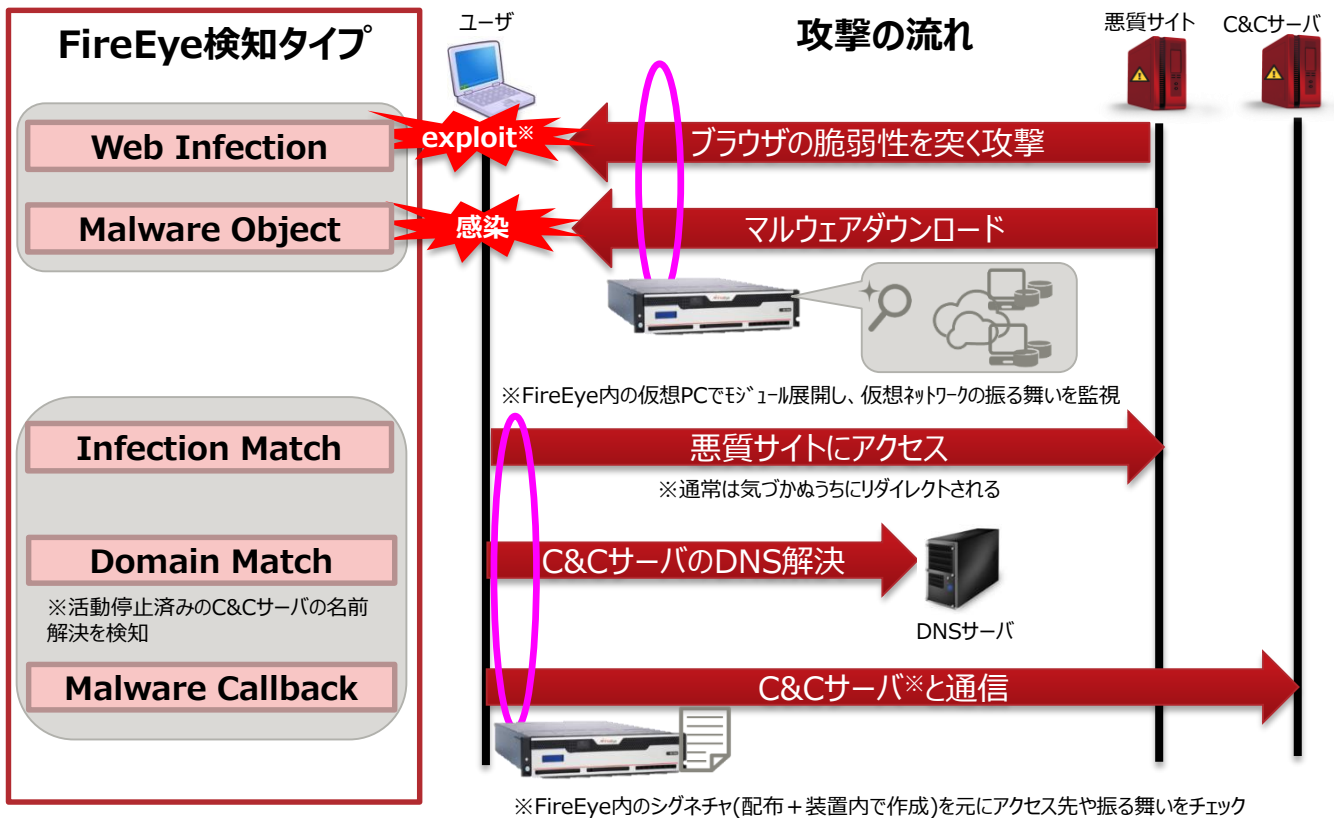 FireEye検知タイプ
ユーザ
攻撃の流れ
悪質サイト
C&Cサーバ
Web Infection
exploit※
ブラウザの脆弱性を突く攻撃
Malware Object
感染
マルウェアダウンロード
※FireEye内の仮想PCでﾓｼﾞｭｰﾙ展開し、仮想ﾈｯﾄﾜｰｸの振る舞いを監視
Infection Match
悪質サイトにアクセス
※通常は気づかぬうちにリダイレクトされる
Domain Match
C&CサーバのDNS解決
※活動停止済みのC&Cサーバの名前
解決を検知
DNSサーバ
Malware Callback
C&Cサーバ※と通信
※FireEye内のシグネチャ(配布＋装置内で作成)を元にアクセス先や振る舞いをチェック